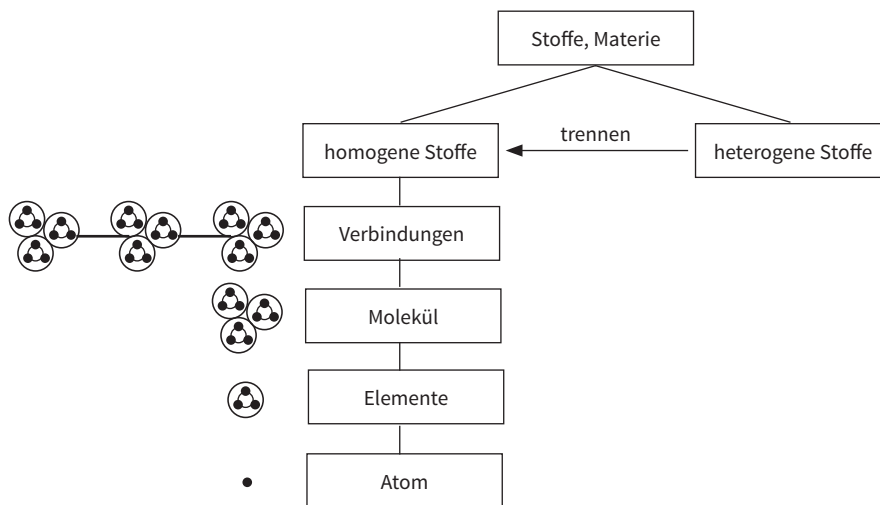 Stoffe, Materie
homogene Stoffe
trennen
heterogene Stoffe
Verbindungen
Molekül
Elemente
Atom